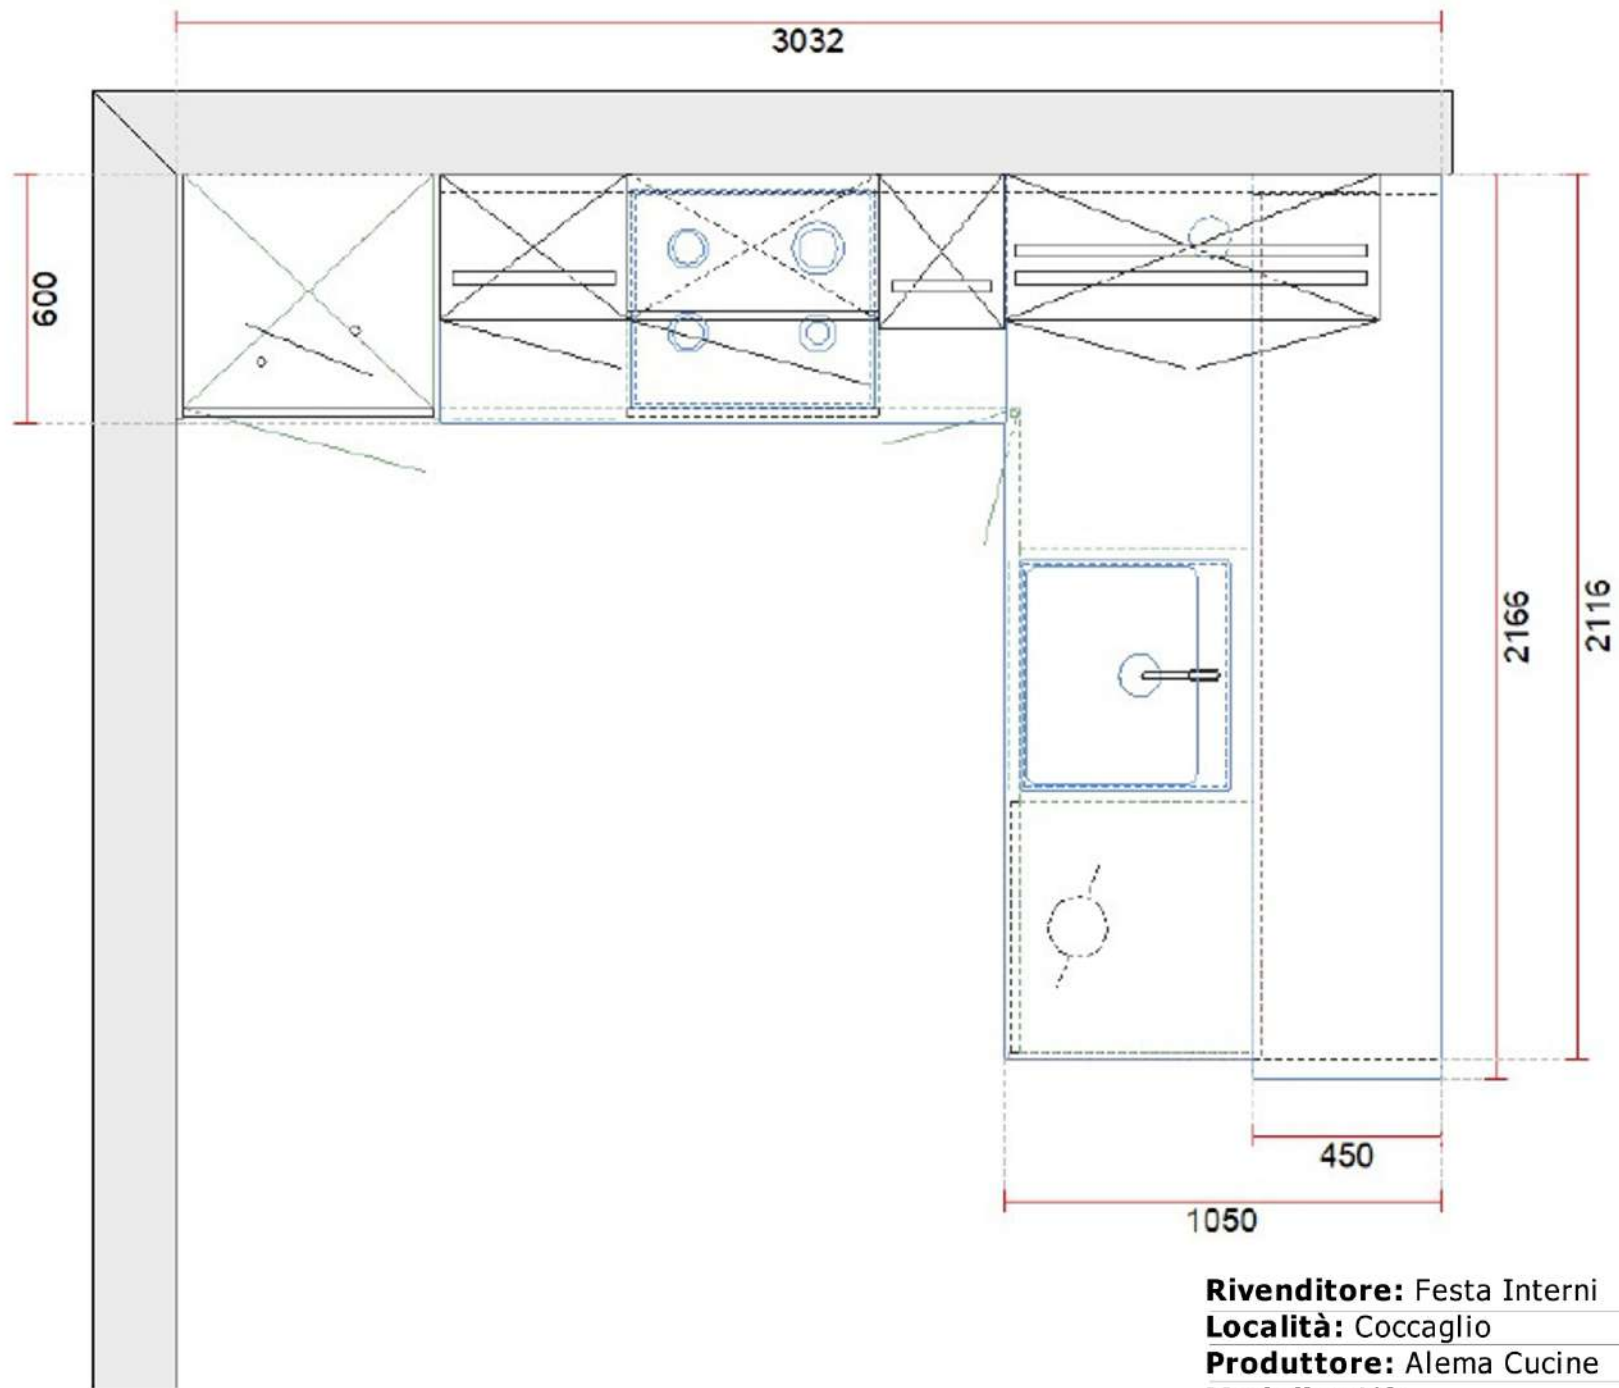 3032
600
2166
2116
450
1050
Rivenditore: Festa Interni
Località: Coccaglio
Produttore: Alema Cucine